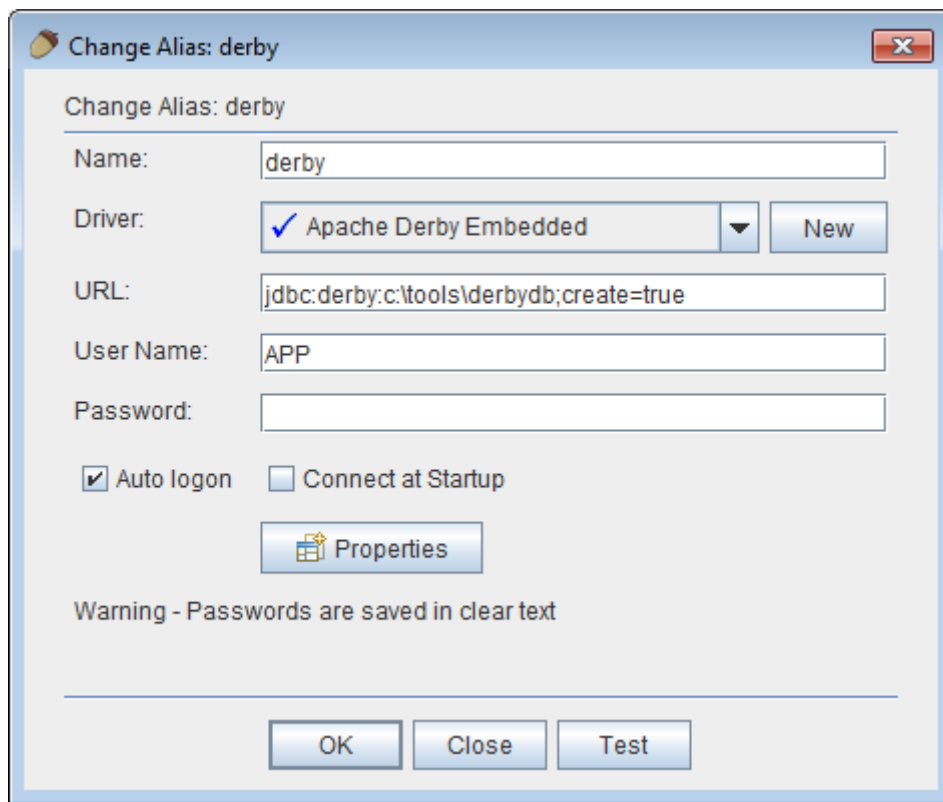 Change Alias: derby
Change Alias: derby
Name: derby
Driver: Apache Derby Embedded New
URL: jdbc:derby:c:\tools\derbydb;create=true
User Name: APP
Password:
Auto logon Connect at Startup
Properties
Warning - Passwords are saved in clear text
OK Close Test